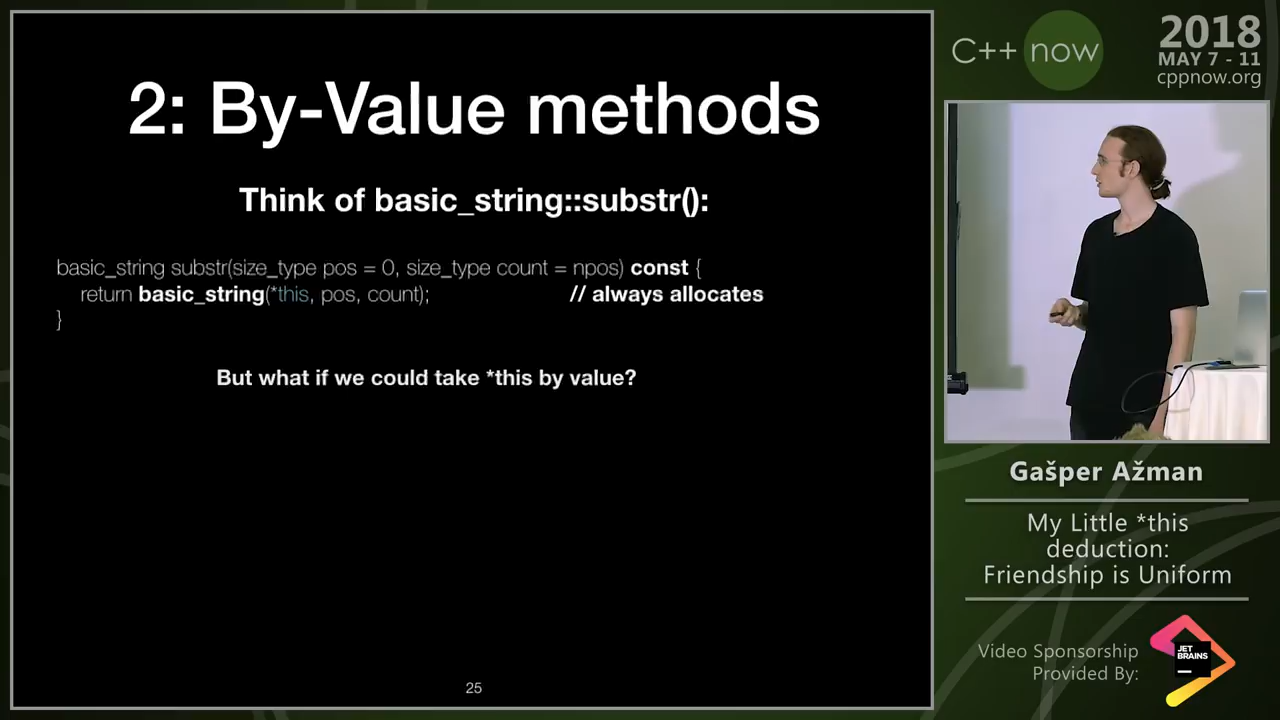 2: By-Value methods
Think of basic_string::substr():
basic_string substr(size_type pos = 0, size_type count = npos) const {
return basic_string(*this, pos, count); // always allocates
}
But what if we could take *this by value?
25
C++ now
2018
MAY 7 - 11
cppnow.org
Gašper Ažman
My Little *this
deduction:
Friendship is Uniform
Video Sponsorship
Provided By:
JET
BRAINS